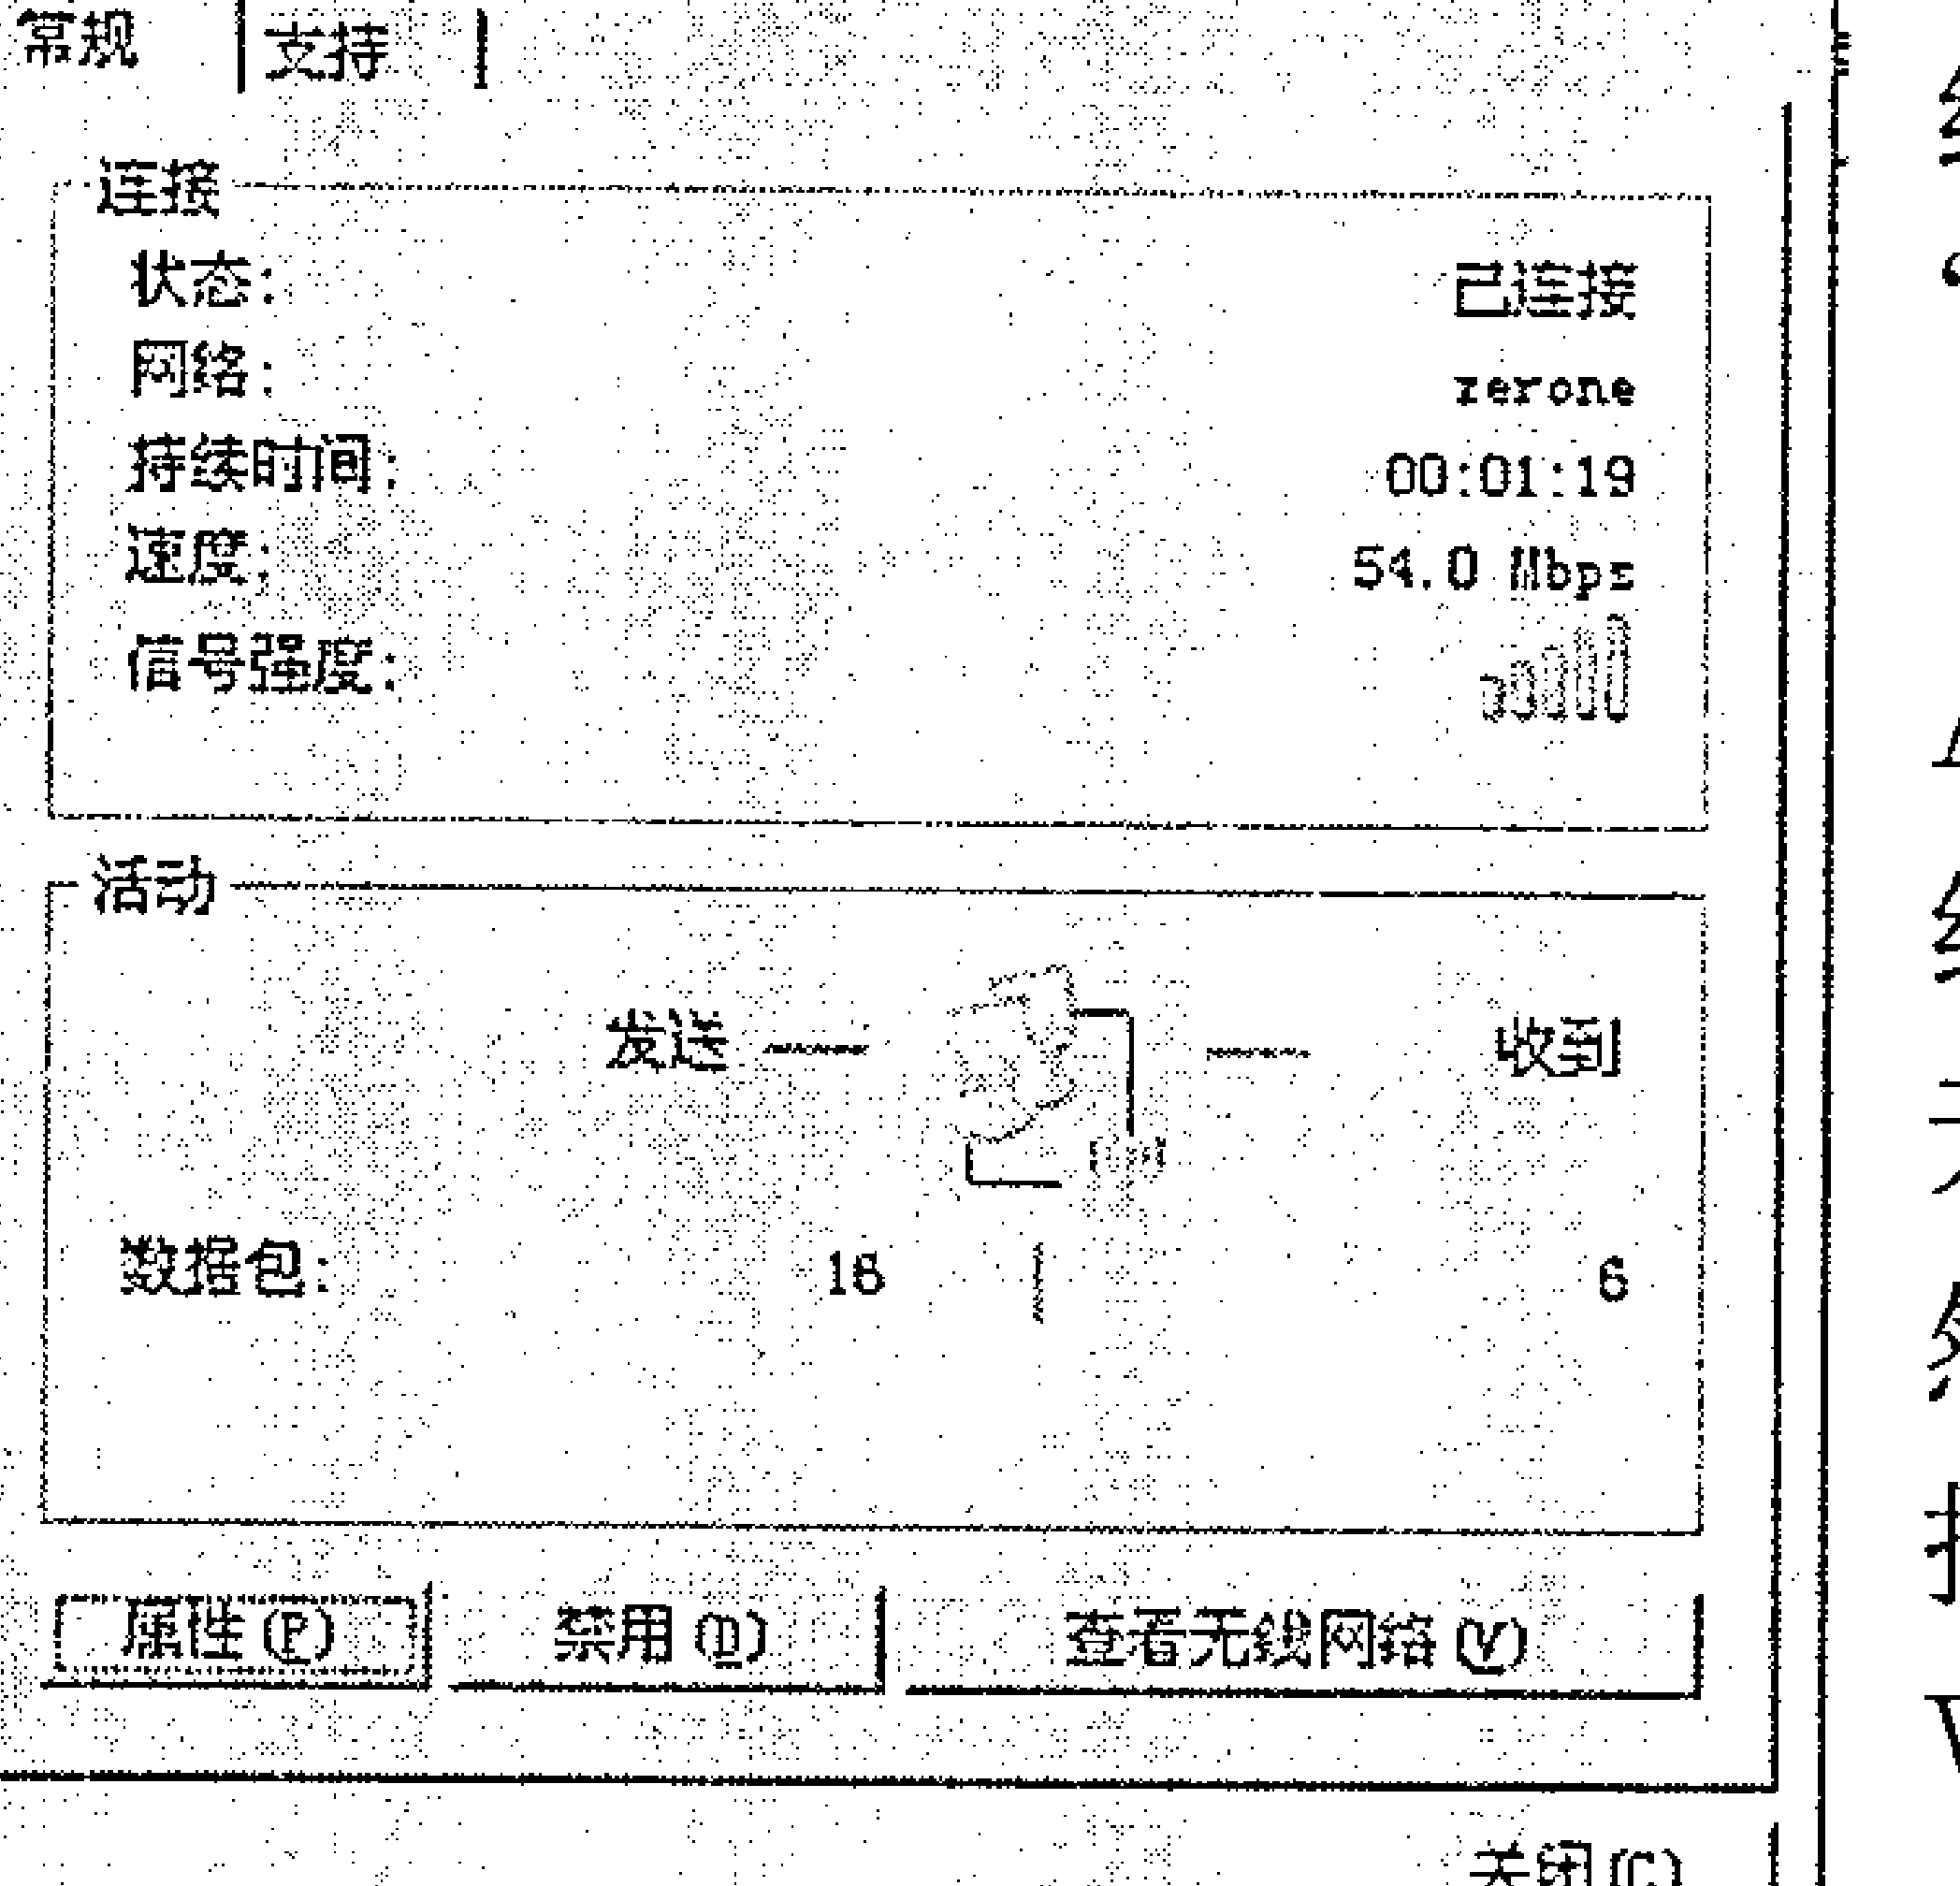 常规 支持
连接
状态: 已连接
网络: zerone
持续时间: 00:01:19
速度: 54.0 Mbps
信号强度:
活动
发送 收到
数据包: 6
属性(P) 禁用(D) 查看无线网络(V)
关闭(C)